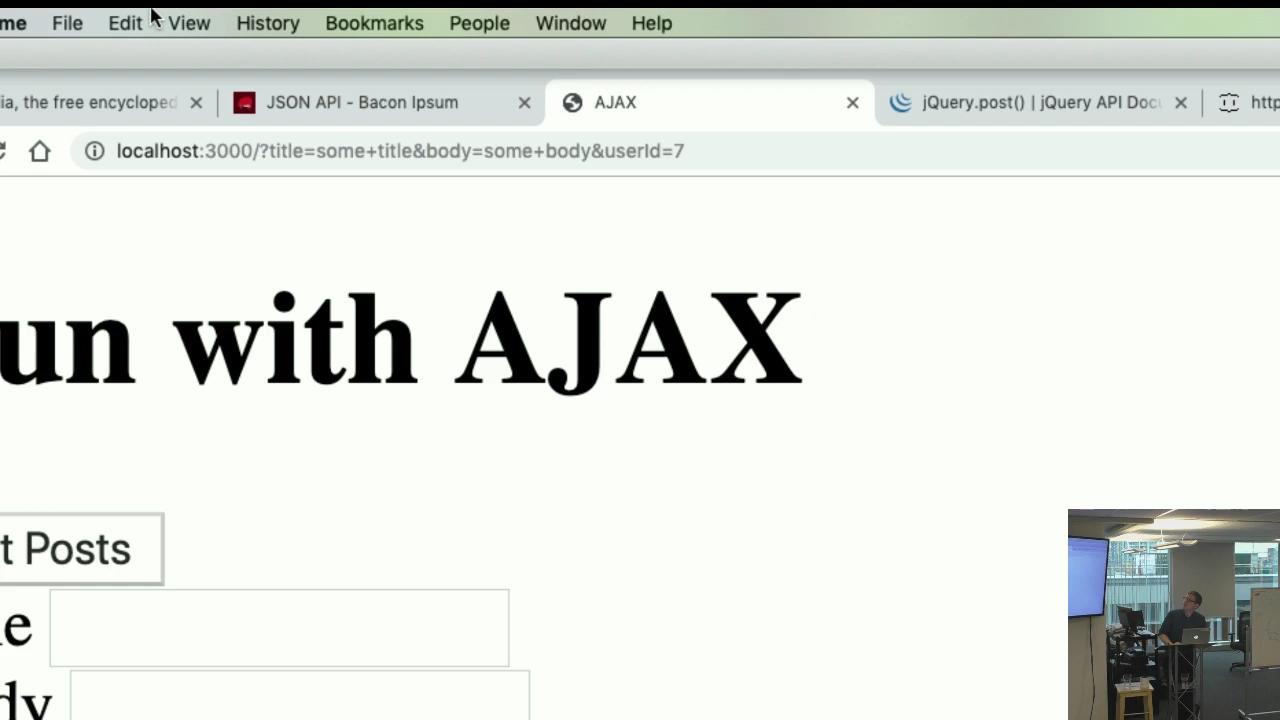 me File Edit View History Bookmarks People Window Help
ia, the free encycloped JSON API - Bacon Ipsum AJAX jQuery.post() | jQuery API Docu http
localhost:3000/?title=some+title&body=some+body&userId=7
un with AJAX
t Posts
le
dy